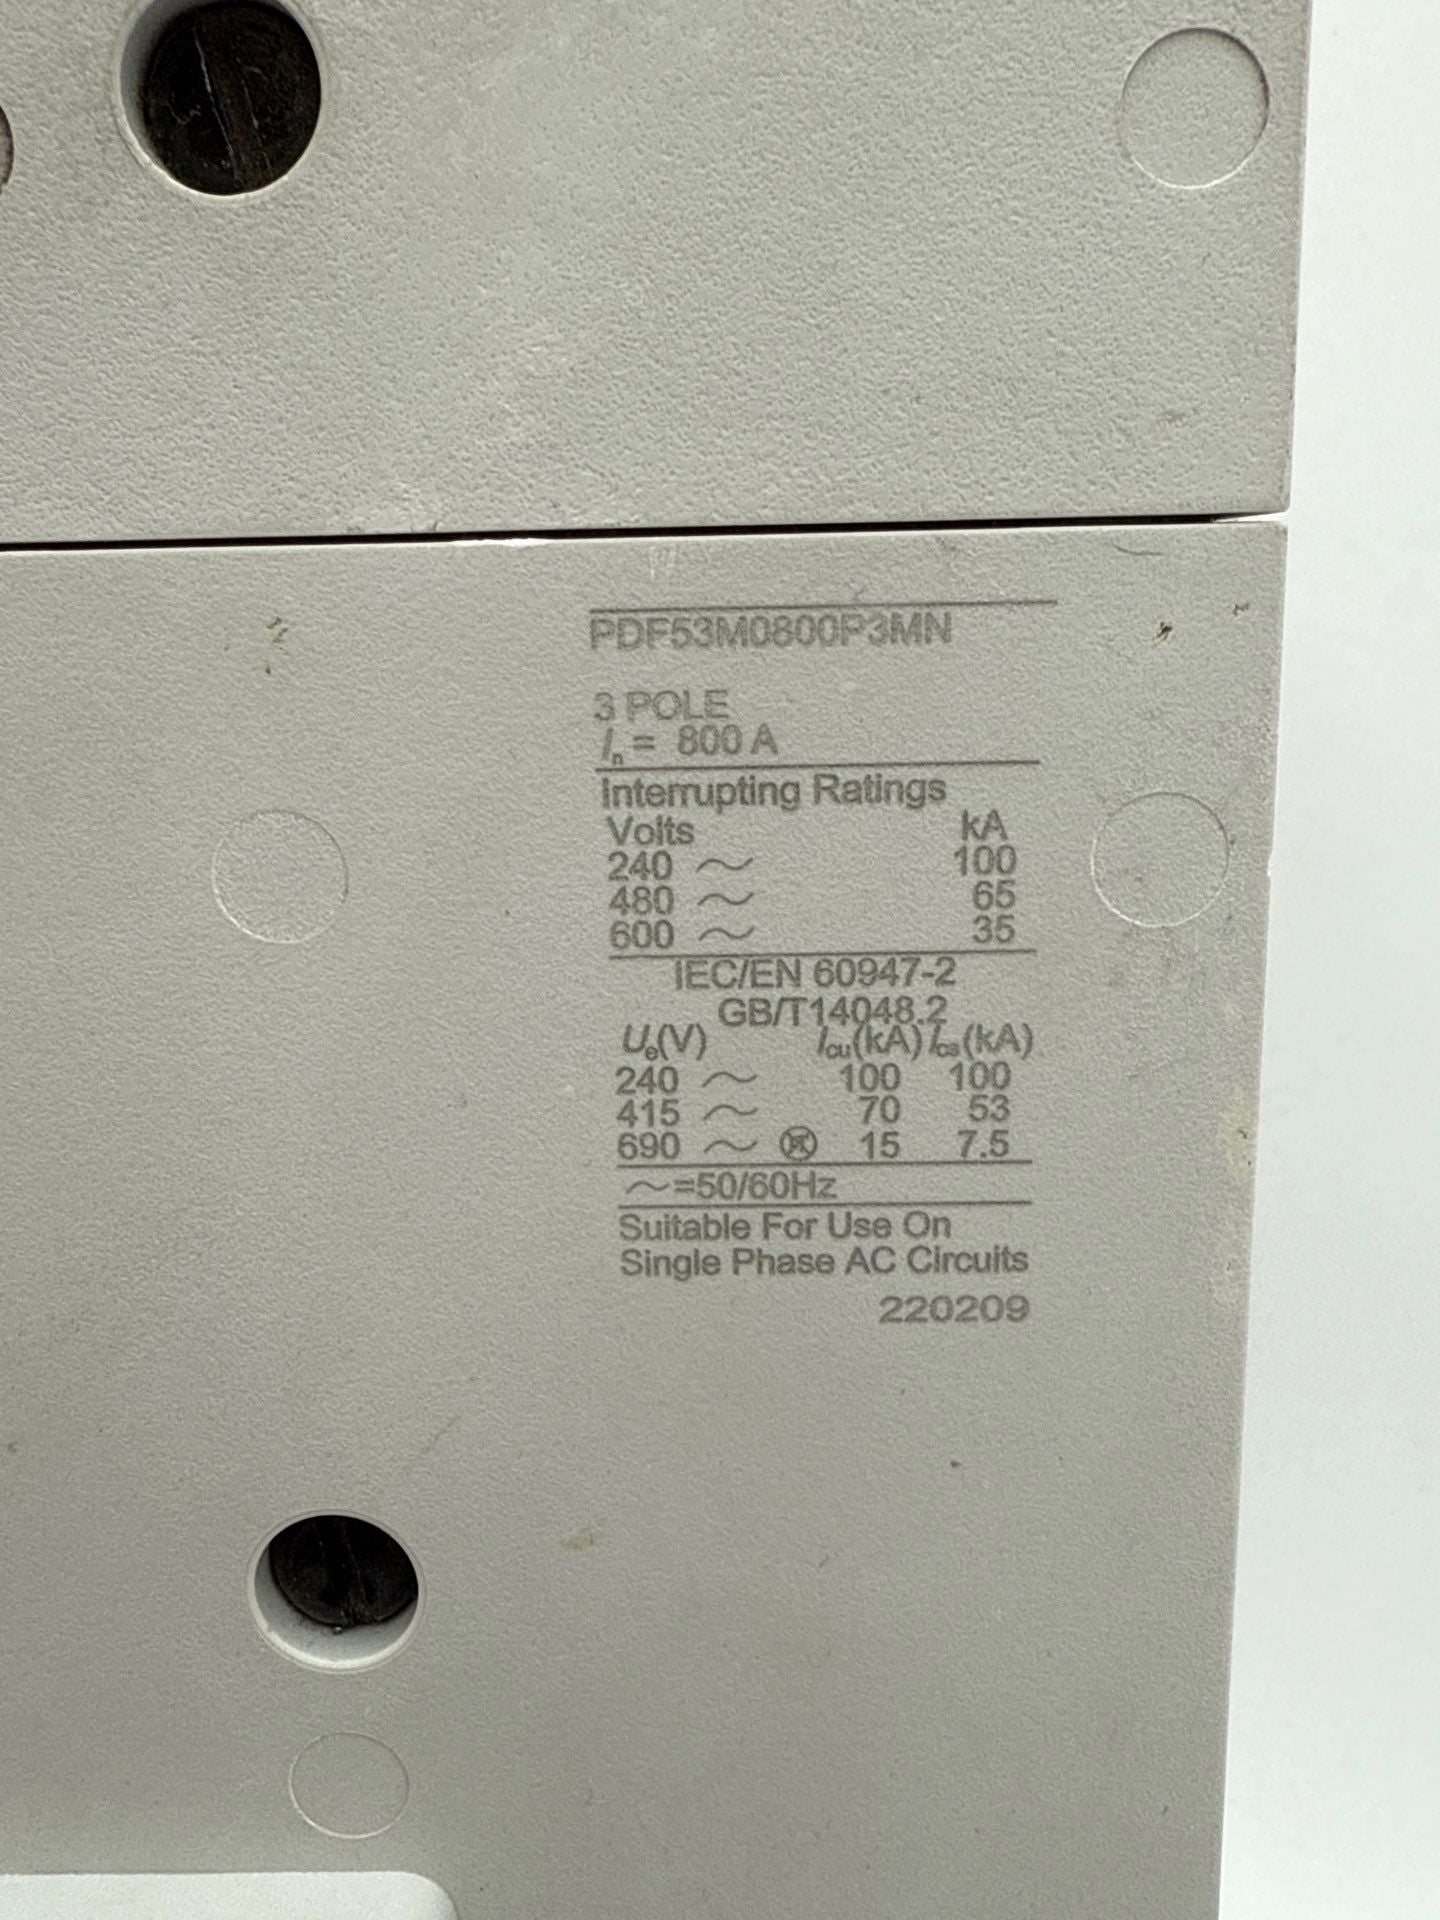 PDF53M0800P3MN
3 POLE
In = 800 A
Interrupting Ratings
Volts kA
240 ~ 100
480 ~ 65
600 ~ 35
IEC/EN 60947-2
GB/T14048.2
Ue(V) Icu(kA) Ics(kA)
240 ~ 100 100
415 ~ 70 53
690 ~ 15 7.5
~=50/60Hz
Suitable For Use On
Single Phase AC Circuits
220209